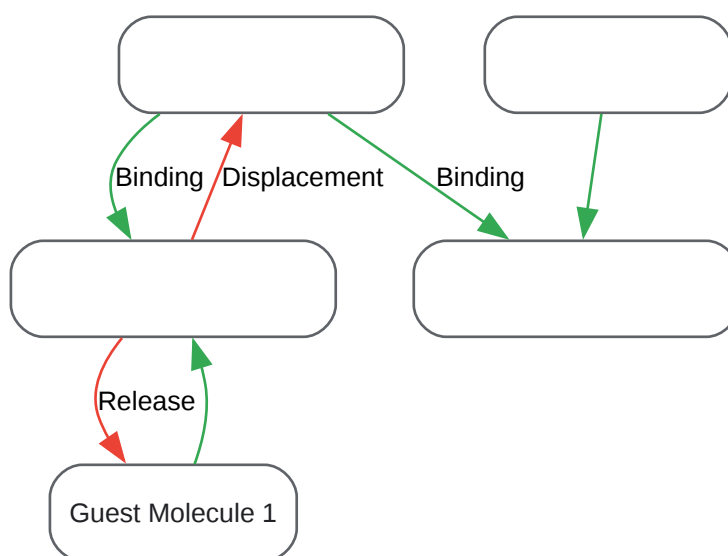 Binding
Displacement
Binding
Release
Guest Molecule 1